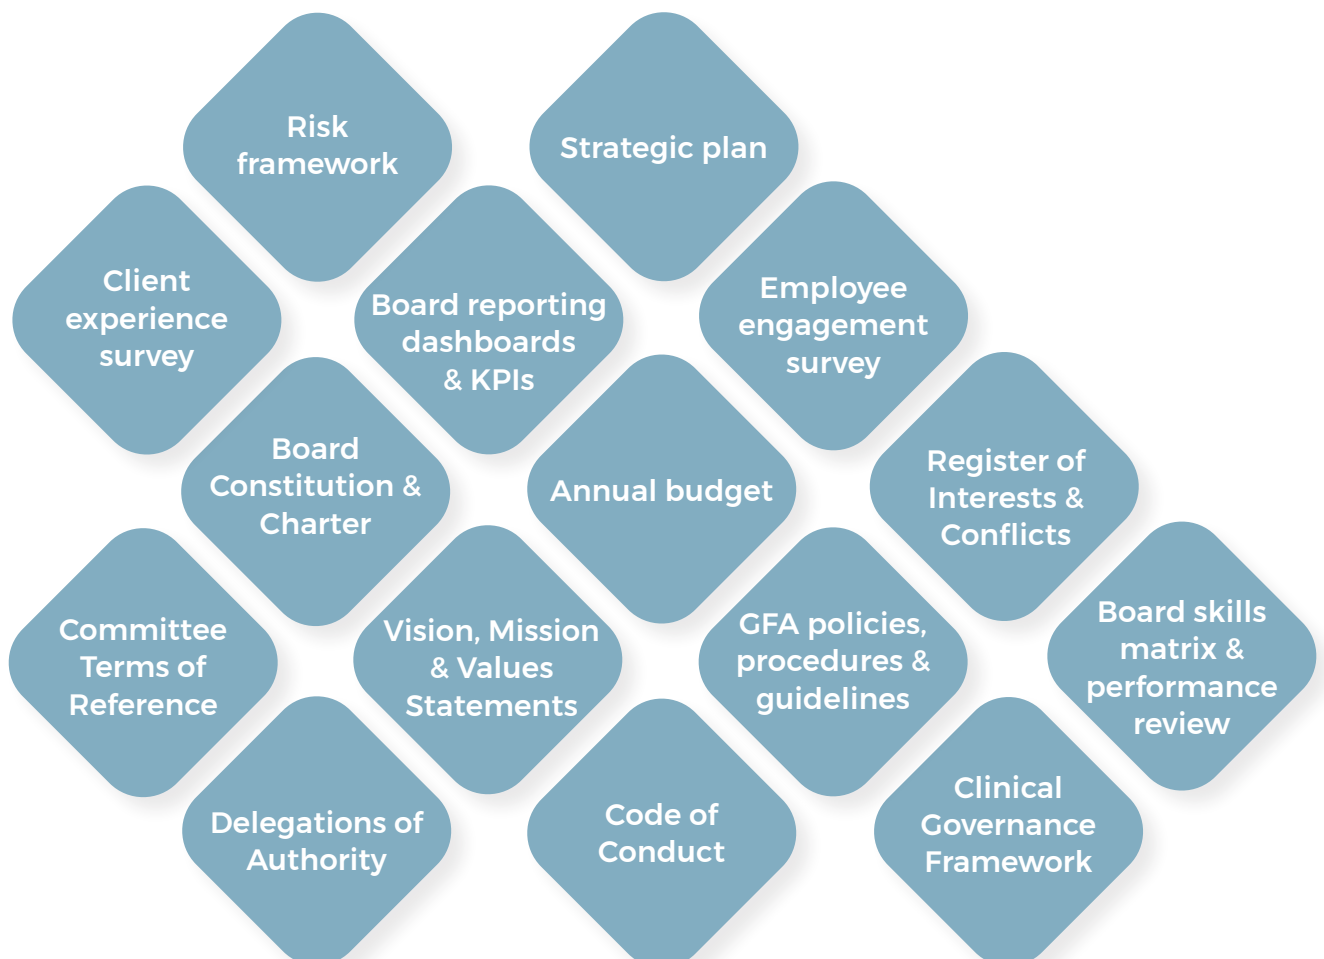 Risk
framework
Strategic plan
Client
experience
survey
Board reporting
dashboards
& KPIs
Employee
engagement
survey
Board
Constitution &
Charter
Annual budget
Register of
Interests &
Conflicts
Committee
Terms of
Reference
Vision, Mission
& Values
Statements
GFA policies,
procedures &
guidelines
Board skills
matrix &
performance
review
Delegations of
Authority
Code of
Conduct
Clinical
Governance
Framework